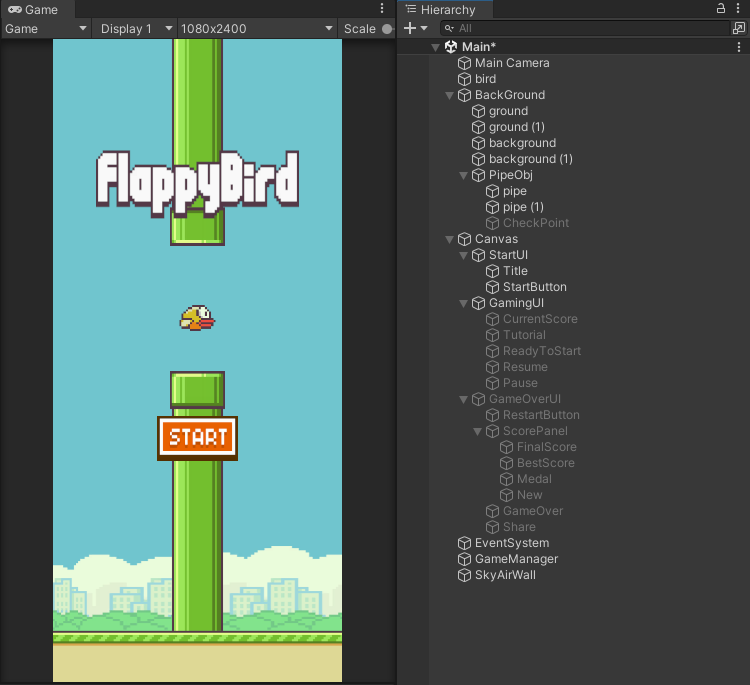 Game
Game
Display 1
1080x2400
Scale
FlappyBird
START
Hierarchy
All
Main*
Main Camera
bird
BackGround
ground
ground (1)
background
background (1)
PipeObj
pipe
pipe (1)
CheckPoint
Canvas
StartUI
Title
StartButton
GamingUI
CurrentScore
Tutorial
ReadyToStart
Resume
Pause
GameOverUI
RestartButton
ScorePanel
FinalScore
BestScore
Medal
New
GameOver
Share
EventSystem
GameManager
SkyAirWall